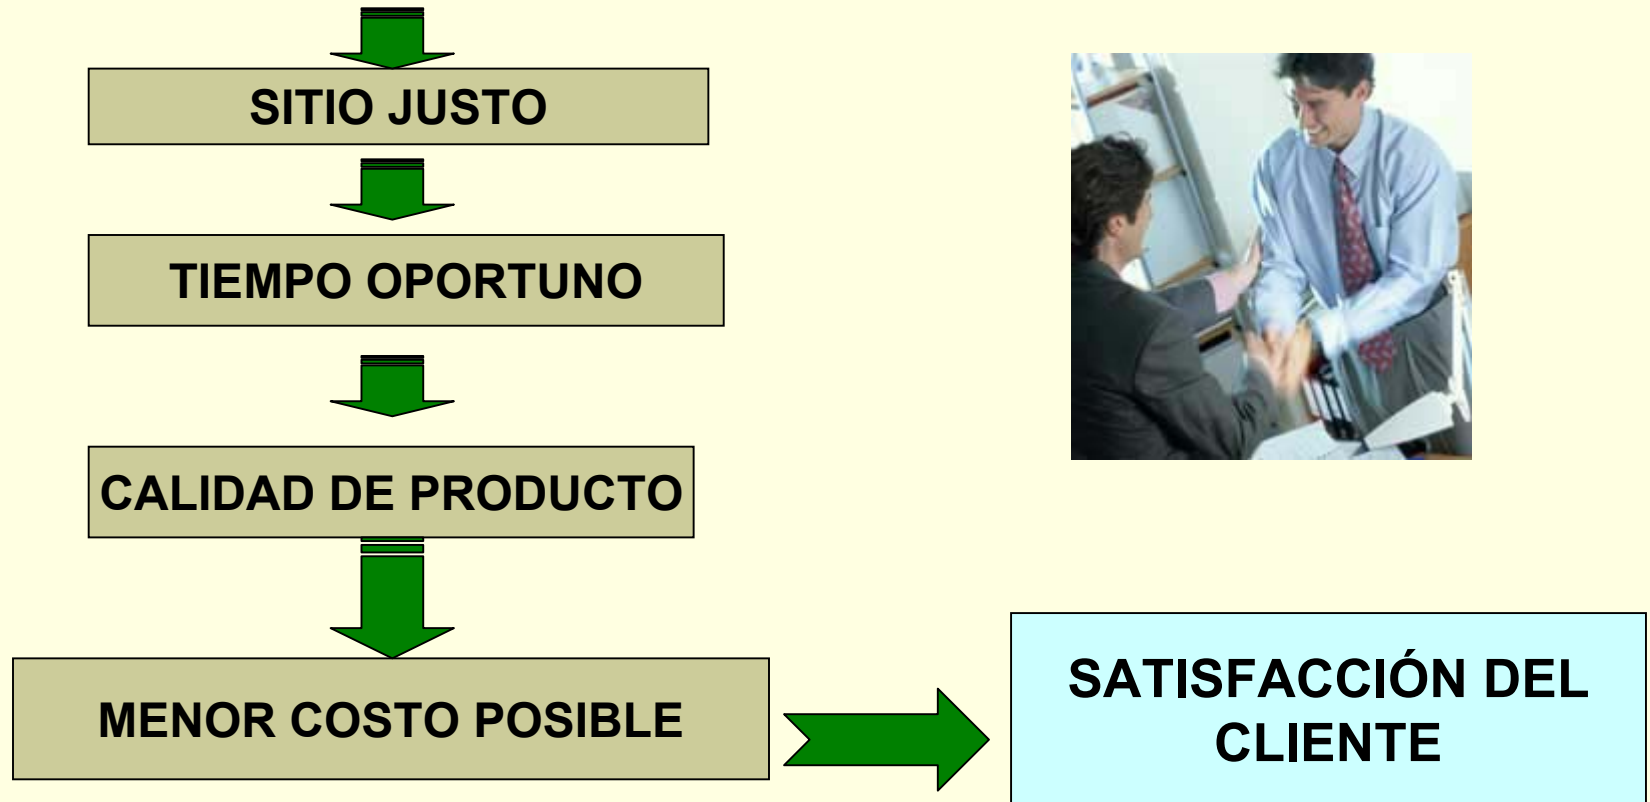 SITIO JUSTO
TIEMPO OPORTUNO
CALIDAD DE PRODUCTO
MENOR COSTO POSIBLE
SATISFACCIÓN DEL
CLIENTE